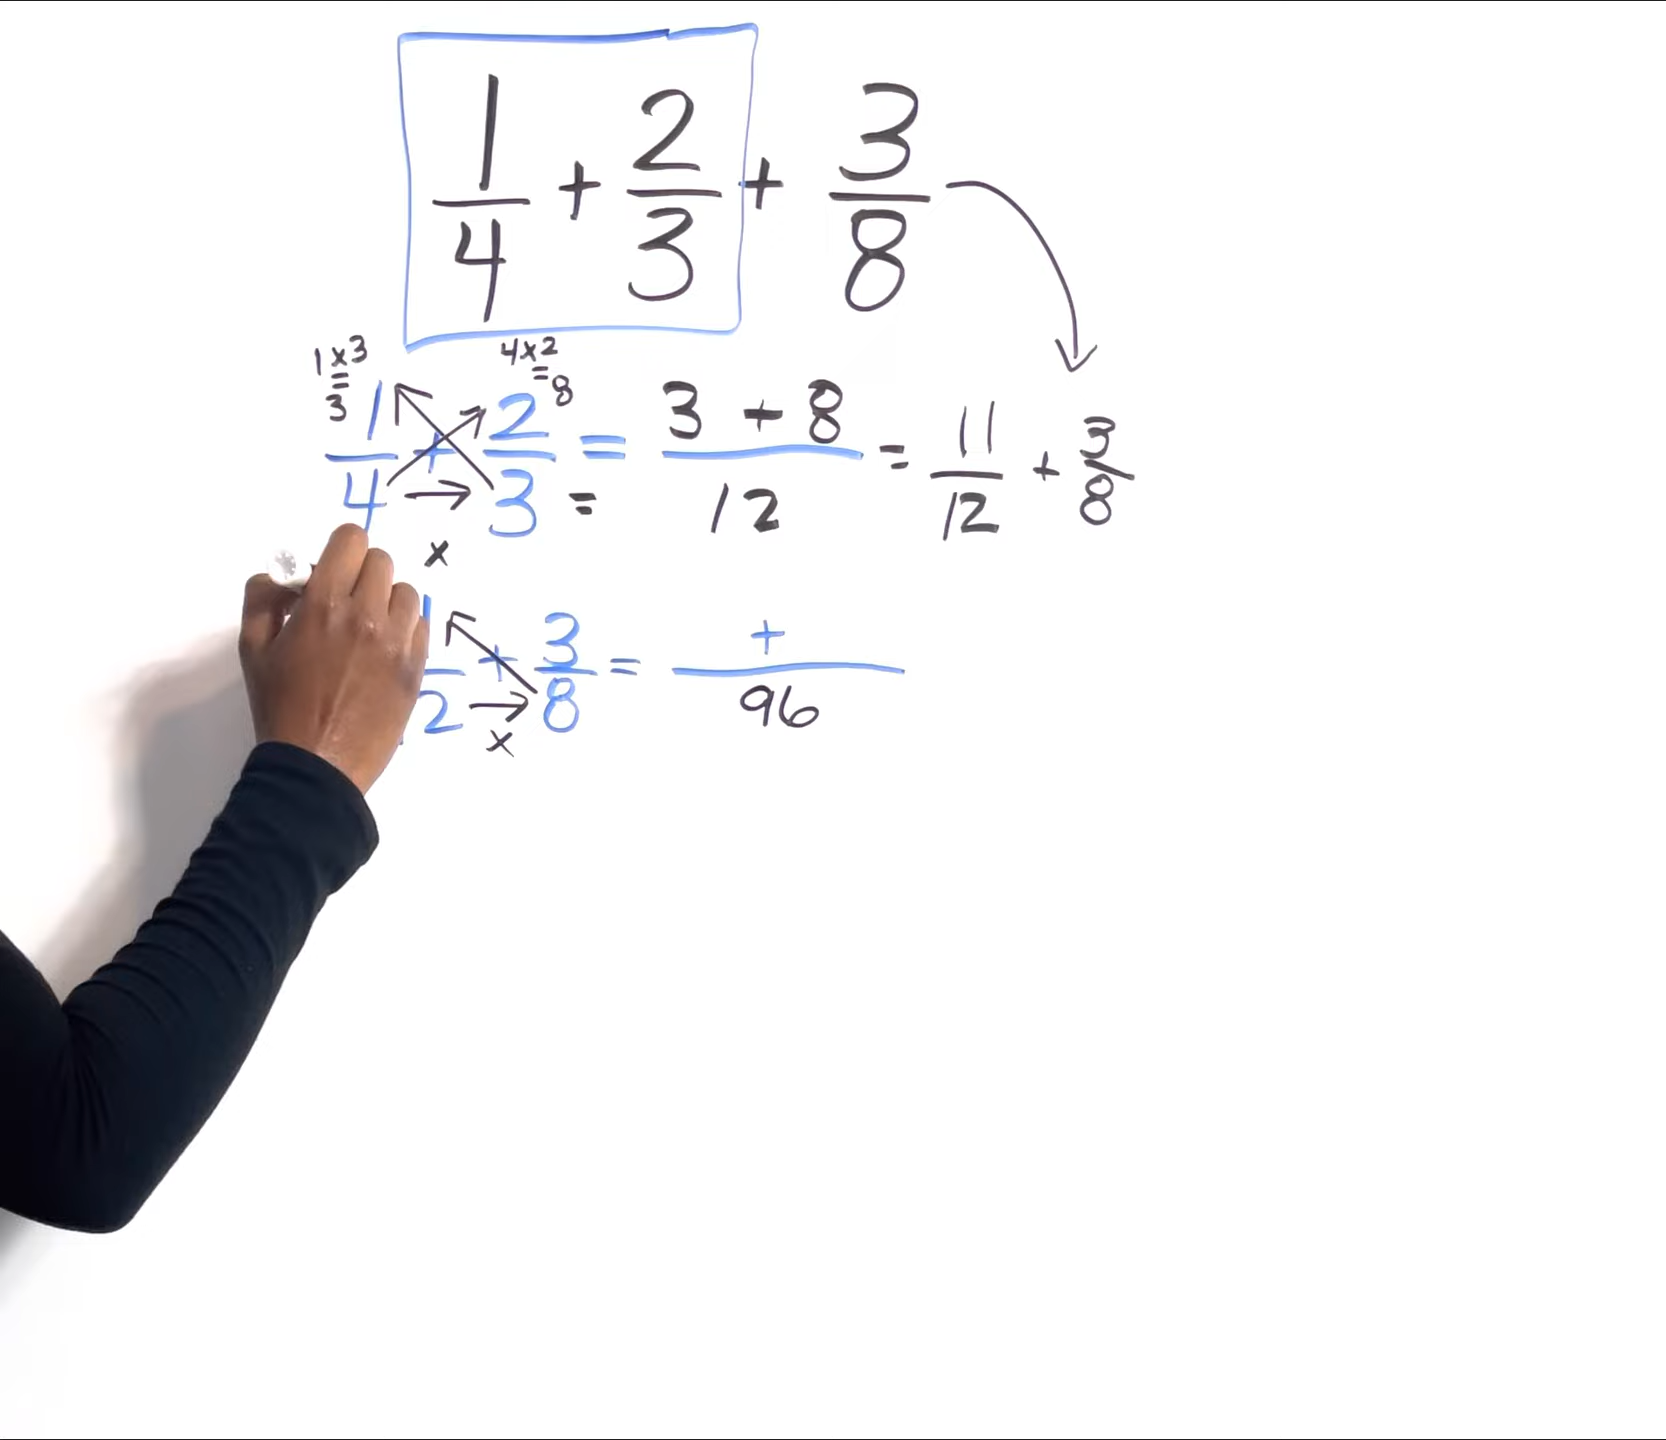 1/4 + 2/3 + 3/8
1x3 = 3
4x2 = 8
1/4 + 2/3 = (3 + 8)/12 = 11/12 + 3/8
=
x
2 + 3/8 = +/96
x